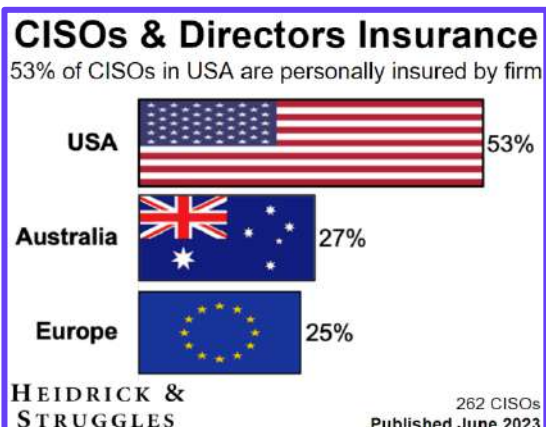 CISOs & Directors Insurance
53% of CISOs in USA are personally insured by firm
USA
53%
Australia
27%
Europe
25%
HEIDRICK &
STRUGGLES
262 CISOs
Published June 2023